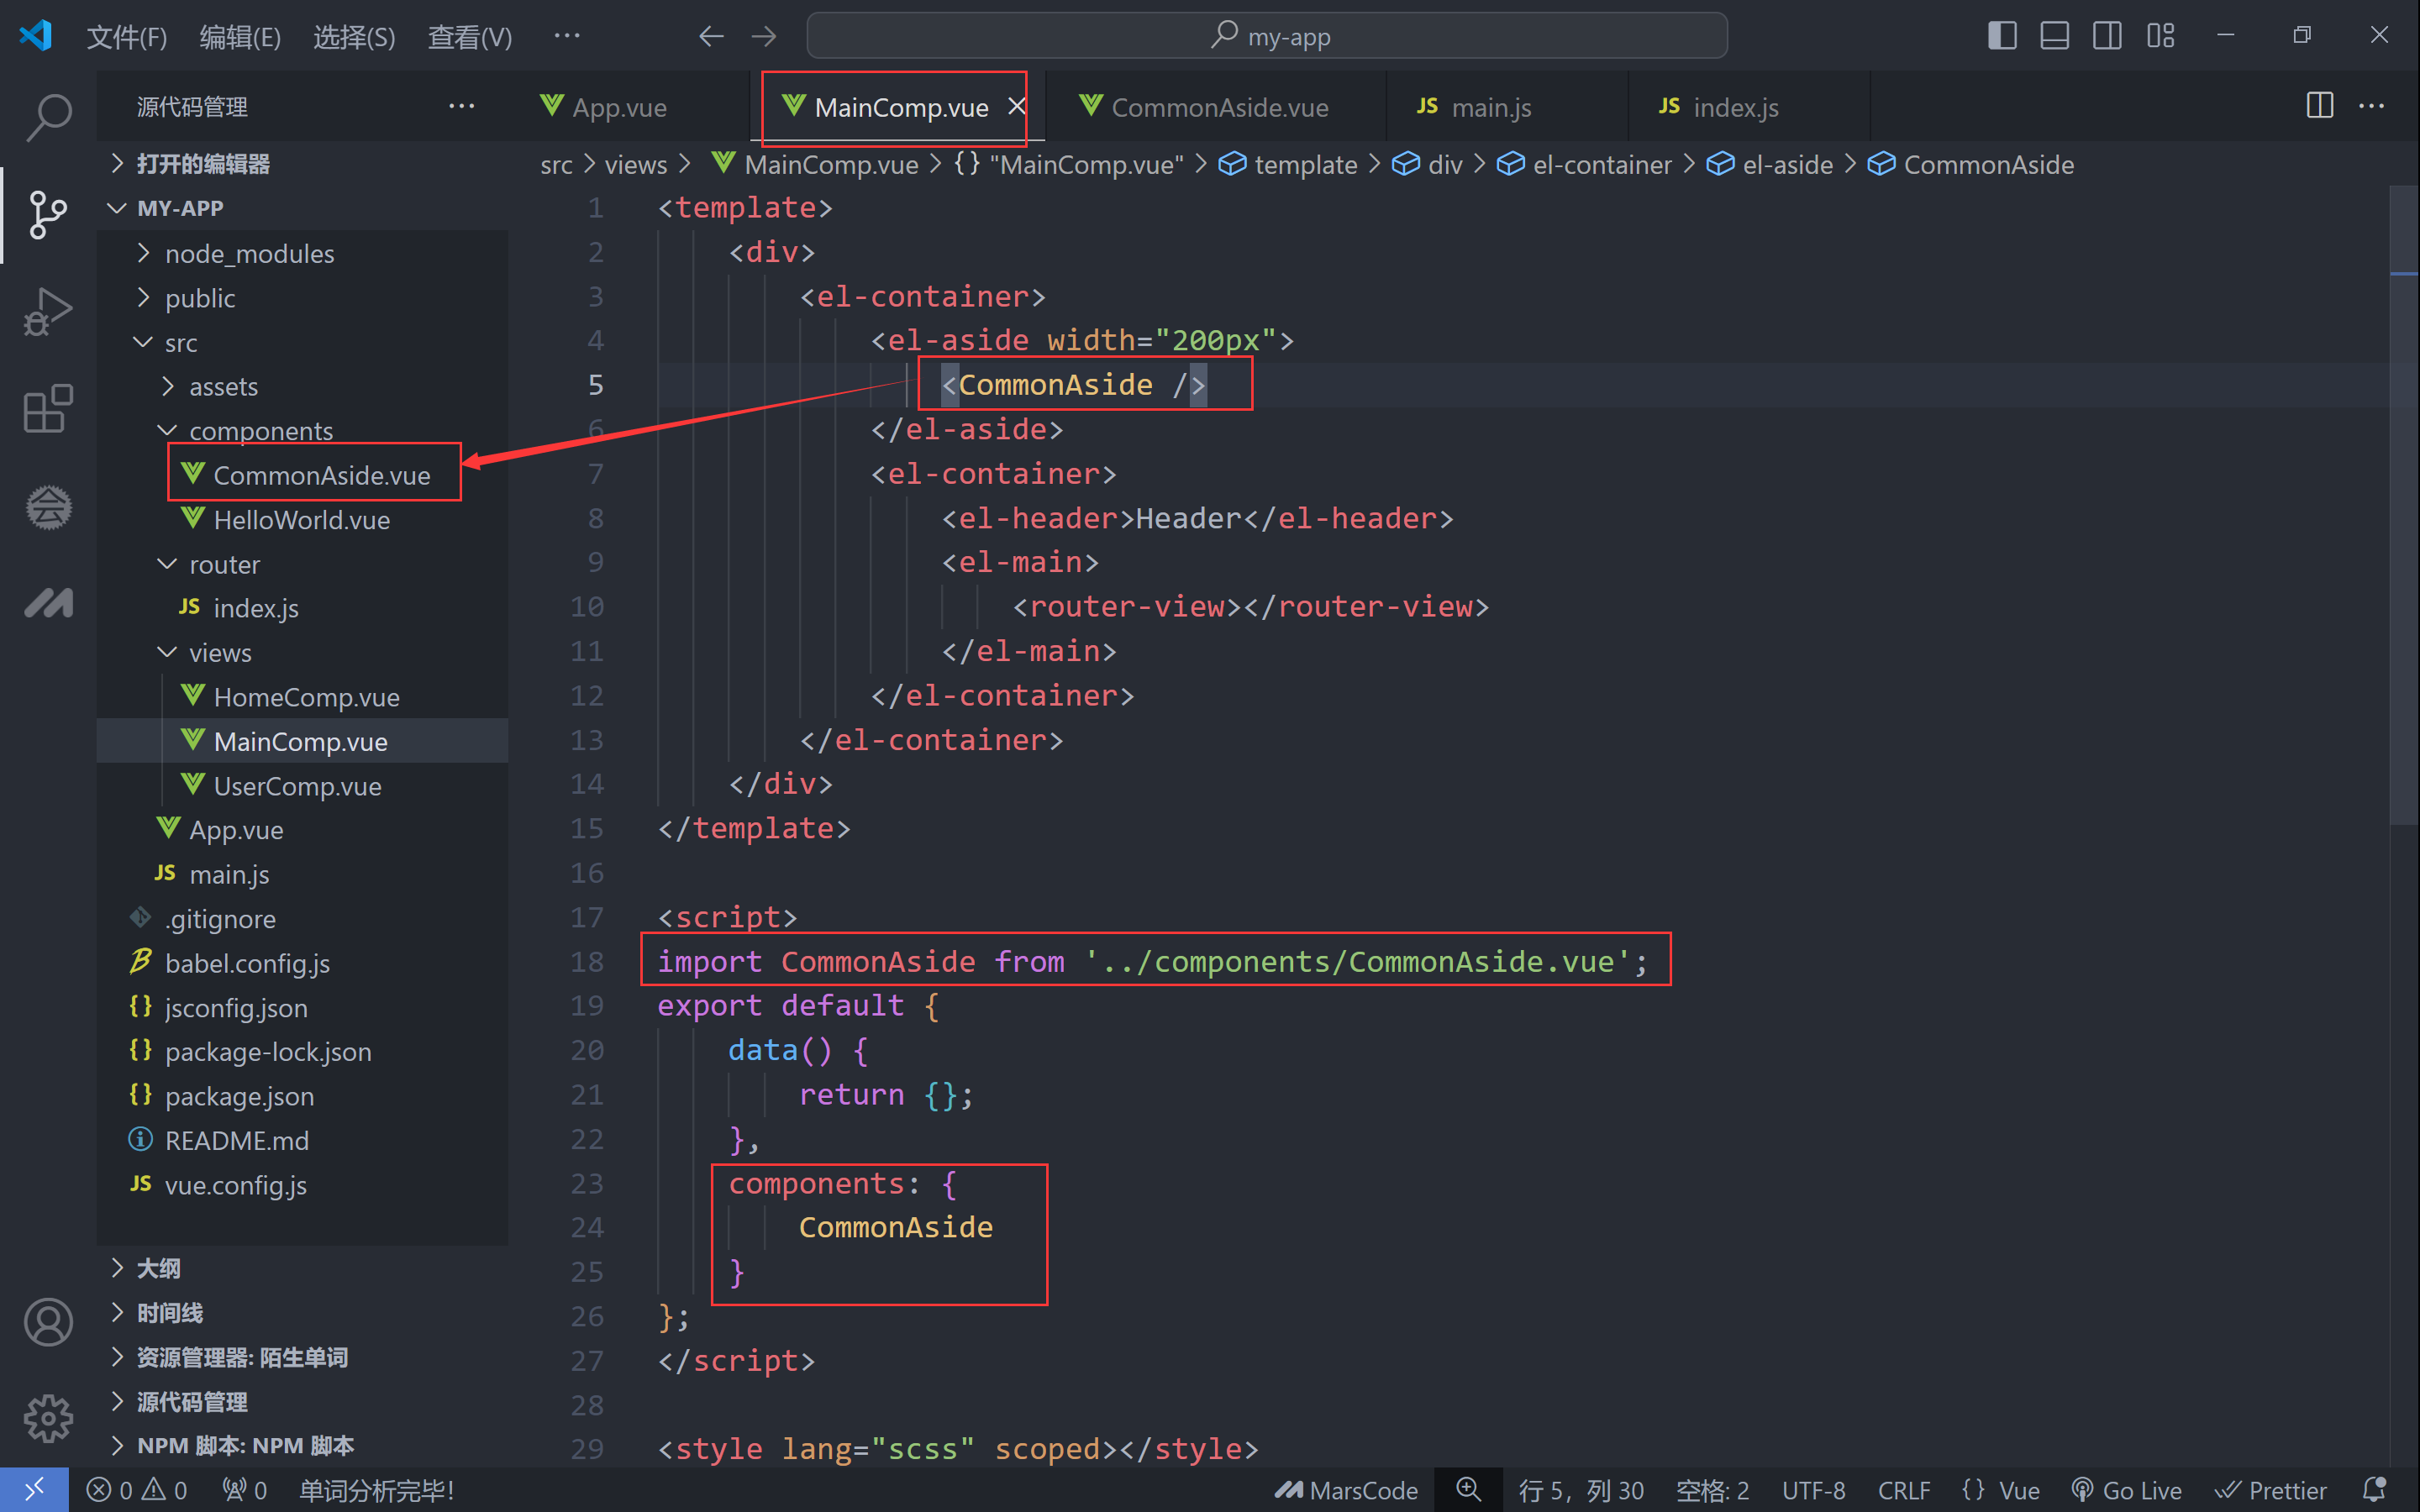 文件(F) 编辑(E) 选择(S) 查看(V) ··· my-app
源代码管理 ···
打开的编辑器
MY-APP
node_modules
public
src
assets
components
CommonAside.vue
HelloWorld.vue
router
JS index.js
views
HomeComp.vue
MainComp.vue
UserComp.vue
App.vue
JS main.js
.gitignore
babel.config.js
{} jsconfig.json
{} package-lock.json
{} package.json
README.md
JS vue.config.js
大纲
时间线
资源管理器: 陌生单词
源代码管理
NPM 脚本: NPM 脚本
App.vue MainComp.vue CommonAside.vue JS main.js JS index.js ···
src > views > MainComp.vue > {} "MainComp.vue" > template > div > el-container > el-aside > CommonAside
1 <template>
2 <div>
3 <el-container>
4 <el-aside width="200px">
5 <CommonAside />
6 </el-aside>
7 <el-container>
8 <el-header>Header</el-header>
9 <el-main>
10 <router-view></router-view>
11 </el-main>
12 </el-container>
13 </el-container>
14 </div>
15 </template>
16
17 <script>
18 import CommonAside from '../components/CommonAside.vue';
19 export default {
20 data() {
21 return {};
22 },
23 components: {
24 CommonAside
25 }
26 };
27 </script>
28
29 <style lang="scss" scoped></style>
0 0 0 单词分析完毕! MarsCode 行 5，列 30 空格: 2 UTF-8 CRLF {} Vue Go Live Prettier